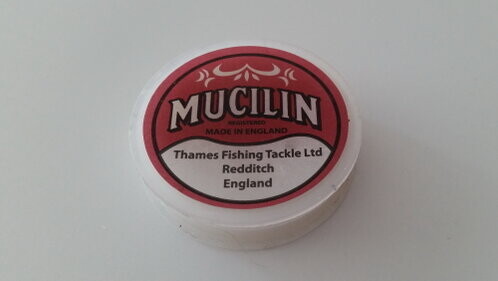 MUCILIN
REGISTERED
MADE IN ENGLAND
Thames Fishing Tackle Ltd
Redditch
England